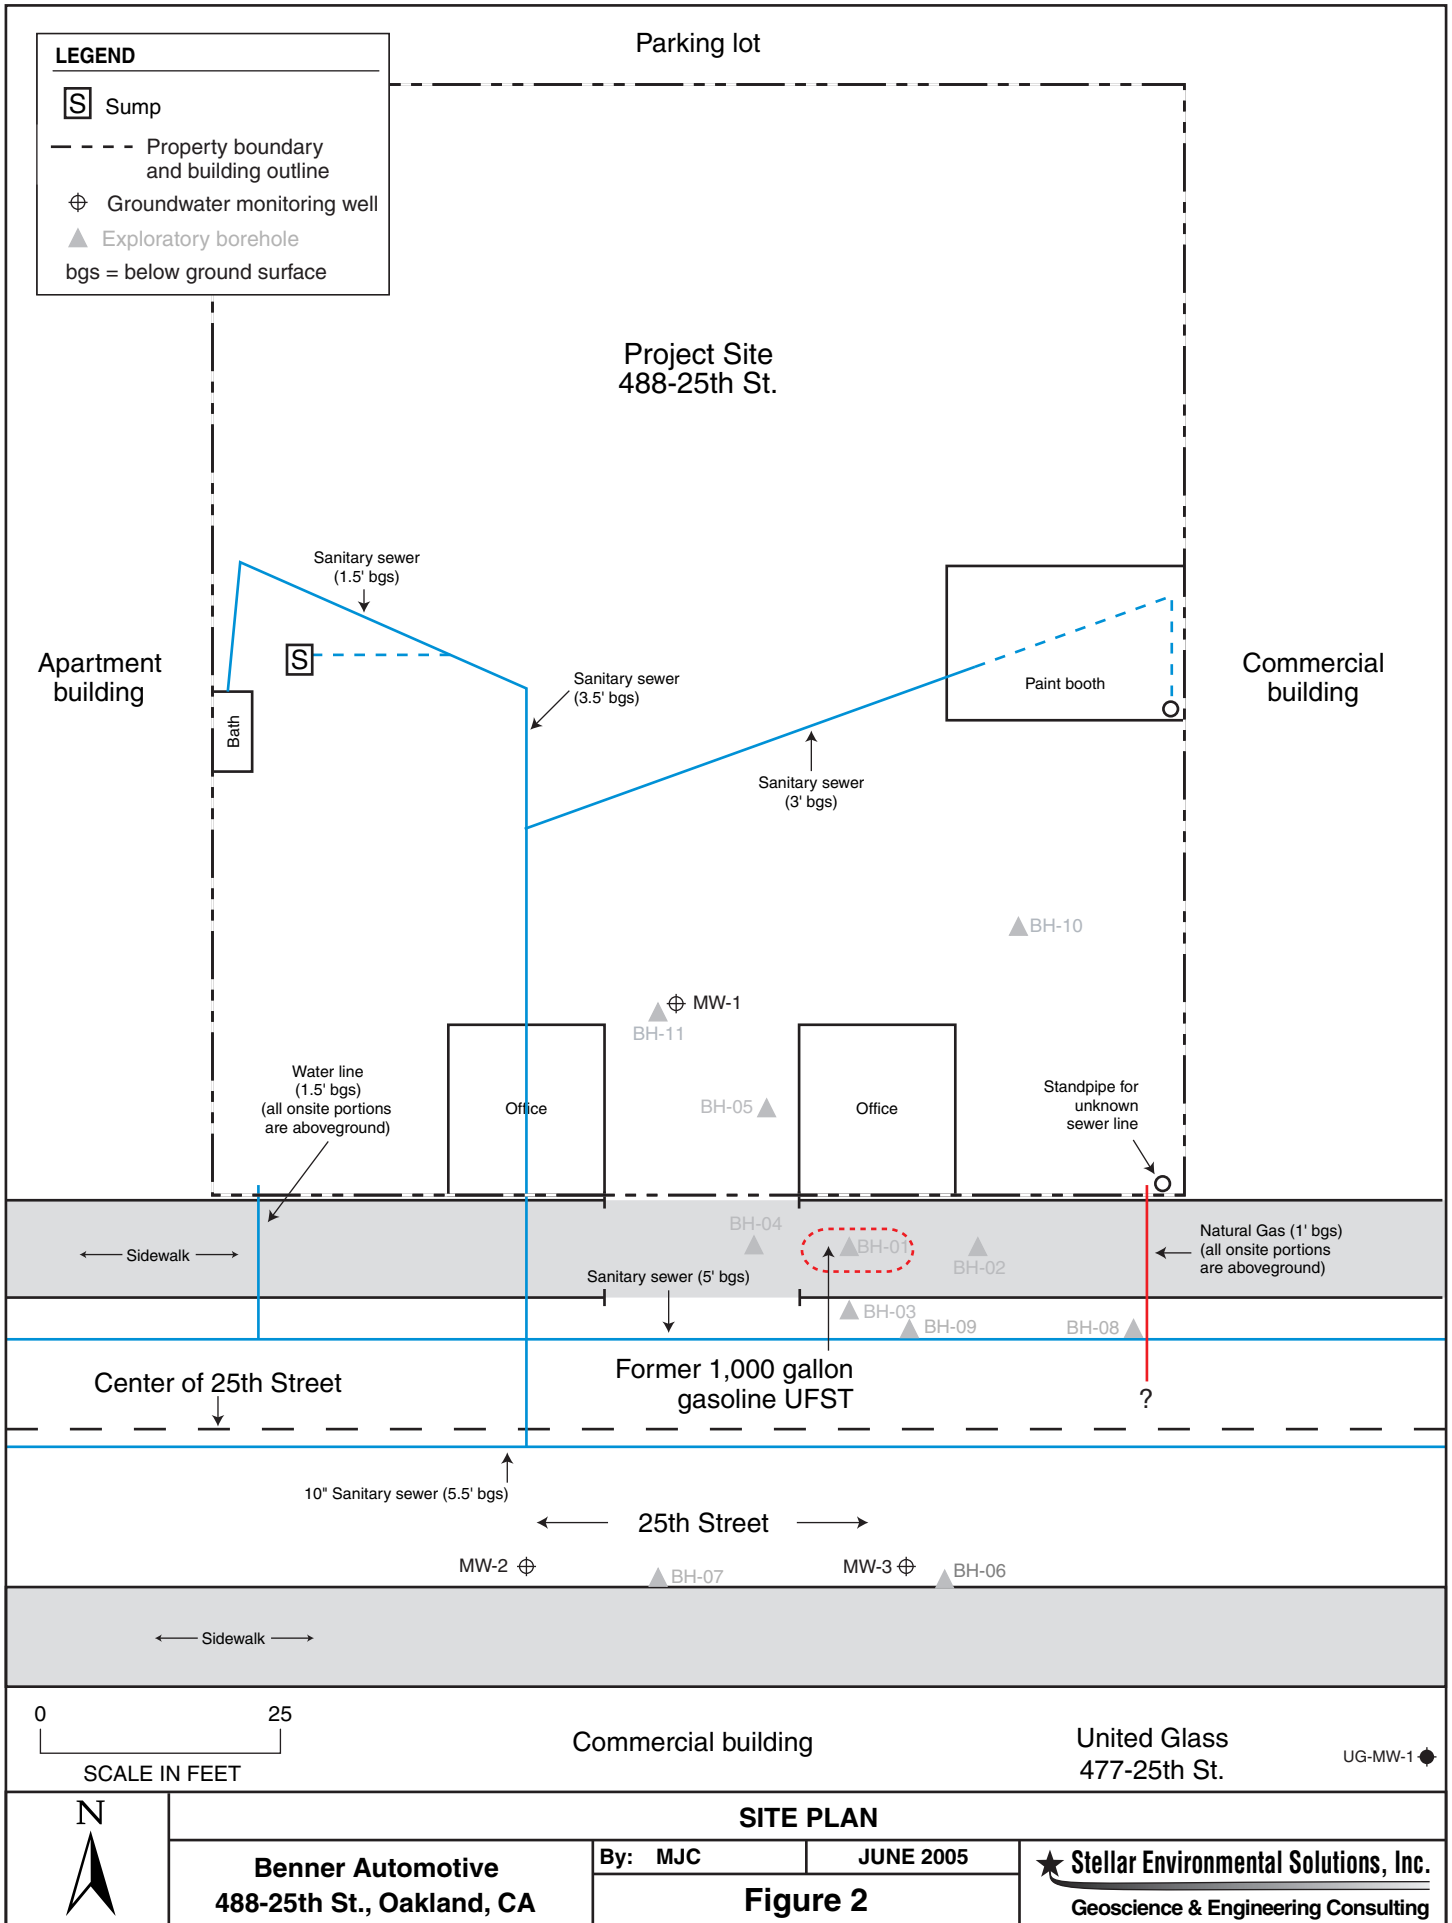 LEGEND
S Sump
Property boundary
and building outline
Groundwater monitoring well
Exploratory borehole
bgs = below ground surface
Parking lot
Project Site
488-25th St.
Sanitary sewer
(1.5' bgs)
S
Apartment
building
Bath
Sanitary sewer
(3.5' bgs)
Sanitary sewer
(3' bgs)
Paint booth
Commercial
building
BH-10
MW-1
BH-11
Water line
(1.5' bgs)
(all onsite portions
are aboveground)
Office
BH-05
Office
Standpipe for
unknown
sewer line
Sidewalk
BH-04
BH-01
BH-02
Natural Gas (1' bgs)
(all onsite portions
are aboveground)
Sanitary sewer (5' bgs)
BH-03
BH-09
BH-08
Former 1,000 gallon
gasoline UFST
Center of 25th Street
?
10" Sanitary sewer (5.5' bgs)
25th Street
MW-2
BH-07
MW-3
BH-06
Sidewalk
0 25
SCALE IN FEET
Commercial building
United Glass
477-25th St.
UG-MW-1
N
SITE PLAN
Benner Automotive
488-25th St., Oakland, CA
By: MJC
JUNE 2005
Figure 2
Stellar Environmental Solutions, Inc.
Geoscience & Engineering Consulting